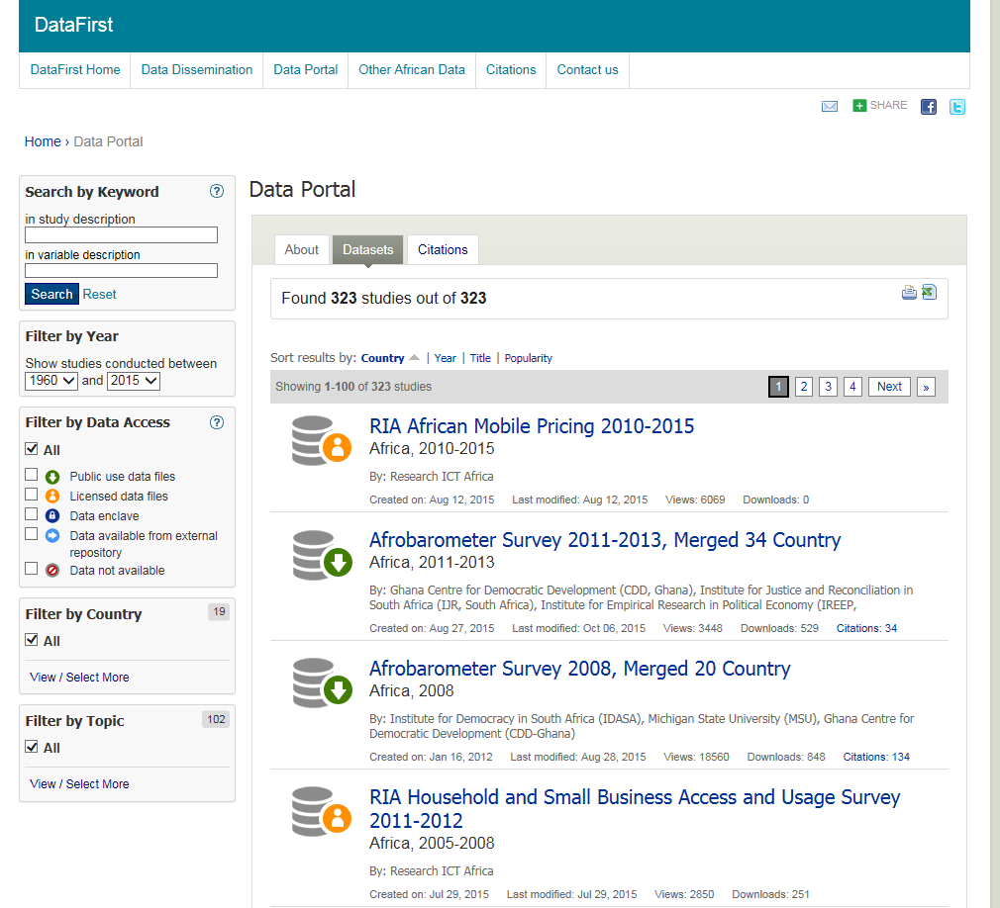 DataFirst
DataFirst Home Data Dissemination Data Portal Other African Data Citations Contact us
SHARE
Home › Data Portal
Search by Keyword
in study description
in variable description
Search Reset
Filter by Year
Show studies conducted between
1960 and 2015
Filter by Data Access
All
Public use data files
Licensed data files
Data enclave
Data available from external
repository
Data not available
Filter by Country 19
All
View / Select More
Filter by Topic 102
All
View / Select More
Data Portal
About Datasets Citations
Found 323 studies out of 323
Sort results by: Country | Year | Title | Popularity
Showing 1-100 of 323 studies 1 2 3 4 Next »
RIA African Mobile Pricing 2010-2015
Africa, 2010-2015
By: Research ICT Africa
Created on: Aug 12, 2015 Last modified: Aug 12, 2015 Views: 6069 Downloads: 0
Afrobarometer Survey 2011-2013, Merged 34 Country
Africa, 2011-2013
By: Ghana Centre for Democratic Development (CDD, Ghana), Institute for Justice and Reconciliation in
South Africa (IJR, South Africa), Institute for Empirical Research in Political Economy (IREEP,
Created on: Aug 27, 2015 Last modified: Oct 06, 2015 Views: 3448 Downloads: 529 Citations: 34
Afrobarometer Survey 2008, Merged 20 Country
Africa, 2008
By: Institute for Democracy in South Africa (IDASA), Michigan State University (MSU), Ghana Centre for
Democratic Development (CDD-Ghana)
Created on: Jan 16, 2012 Last modified: Aug 28, 2015 Views: 18560 Downloads: 848 Citations: 134
RIA Household and Small Business Access and Usage Survey
2011-2012
Africa, 2005-2008
By: Research ICT Africa
Created on: Jul 29, 2015 Last modified: Jul 29, 2015 Views: 2850 Downloads: 251